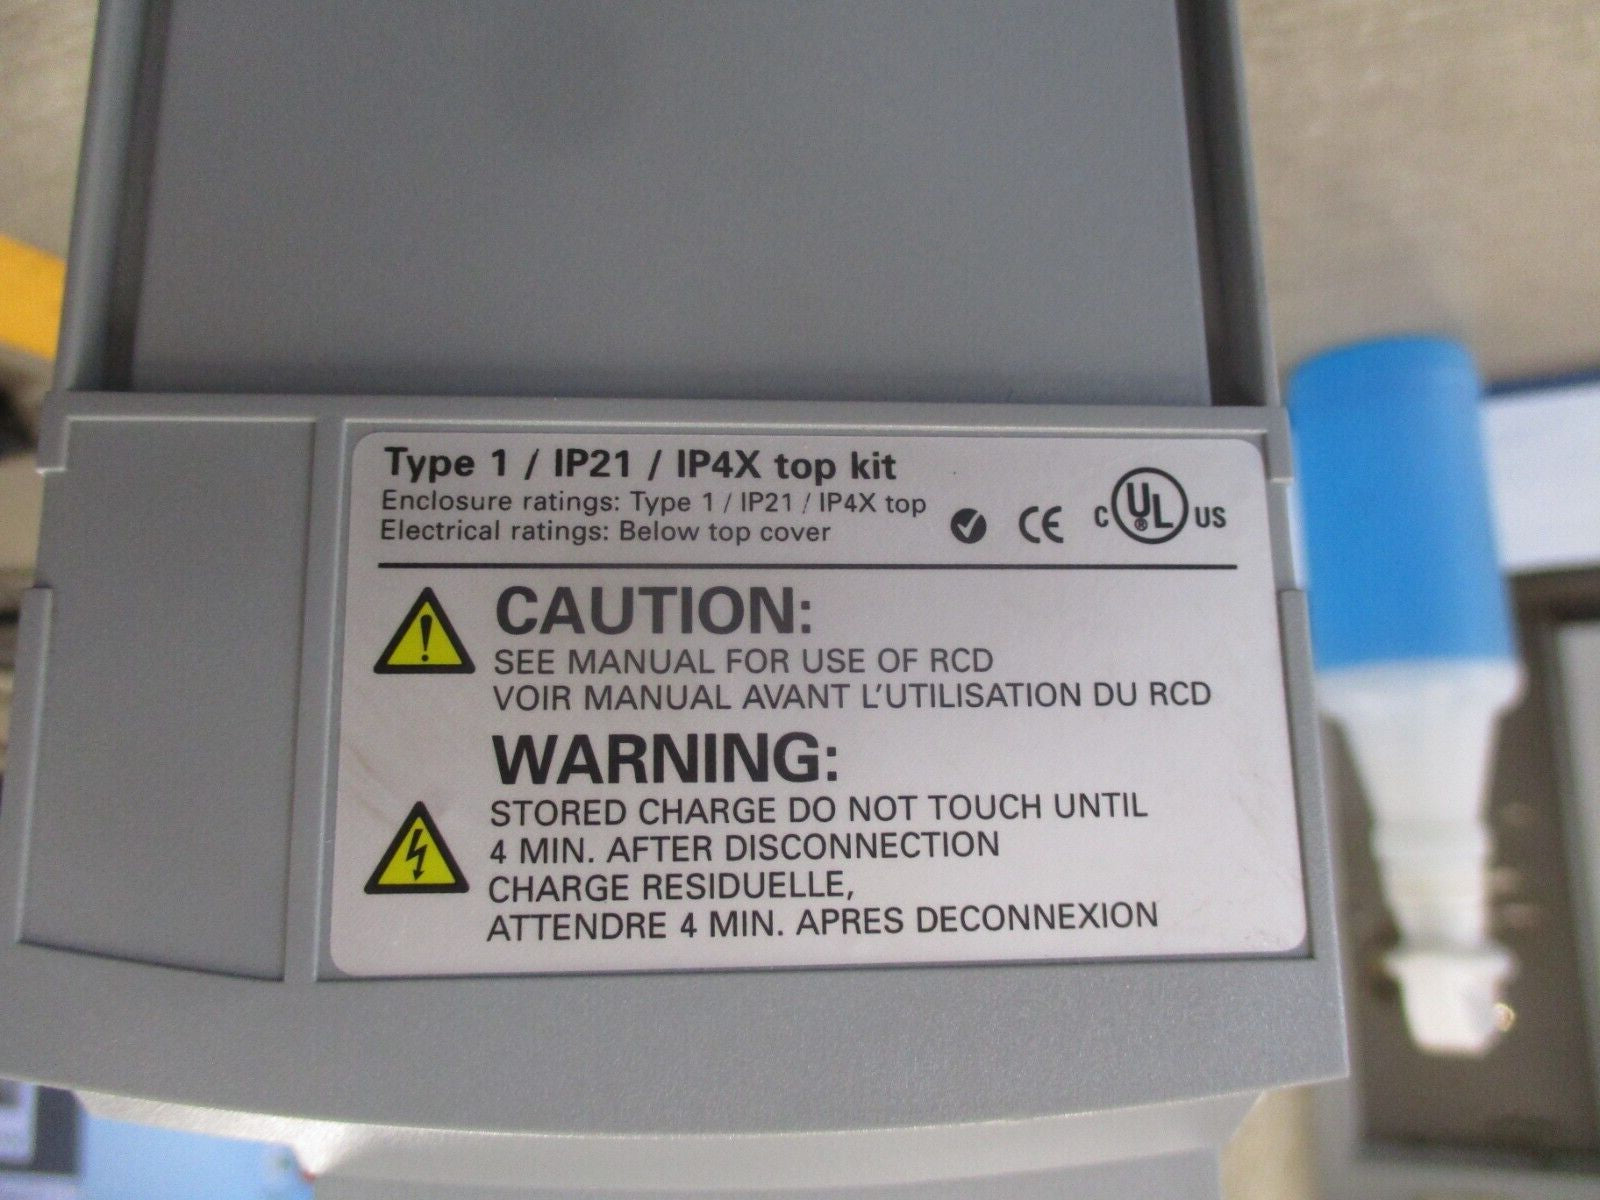 Type 1 / IP21 / IP4X top kit
Enclosure ratings: Type 1 / IP21 / IP4X top
Electrical ratings: Below top cover
CE
C UL ® US
CAUTION:
SEE MANUAL FOR USE OF RCD
VOIR MANUAL AVANT L'UTILISATION DU RCD
WARNING:
STORED CHARGE DO NOT TOUCH UNTIL
4 MIN. AFTER DISCONNECTION
CHARGE RESIDUELLE,
ATTENDRE 4 MIN. APRES DECONNEXION